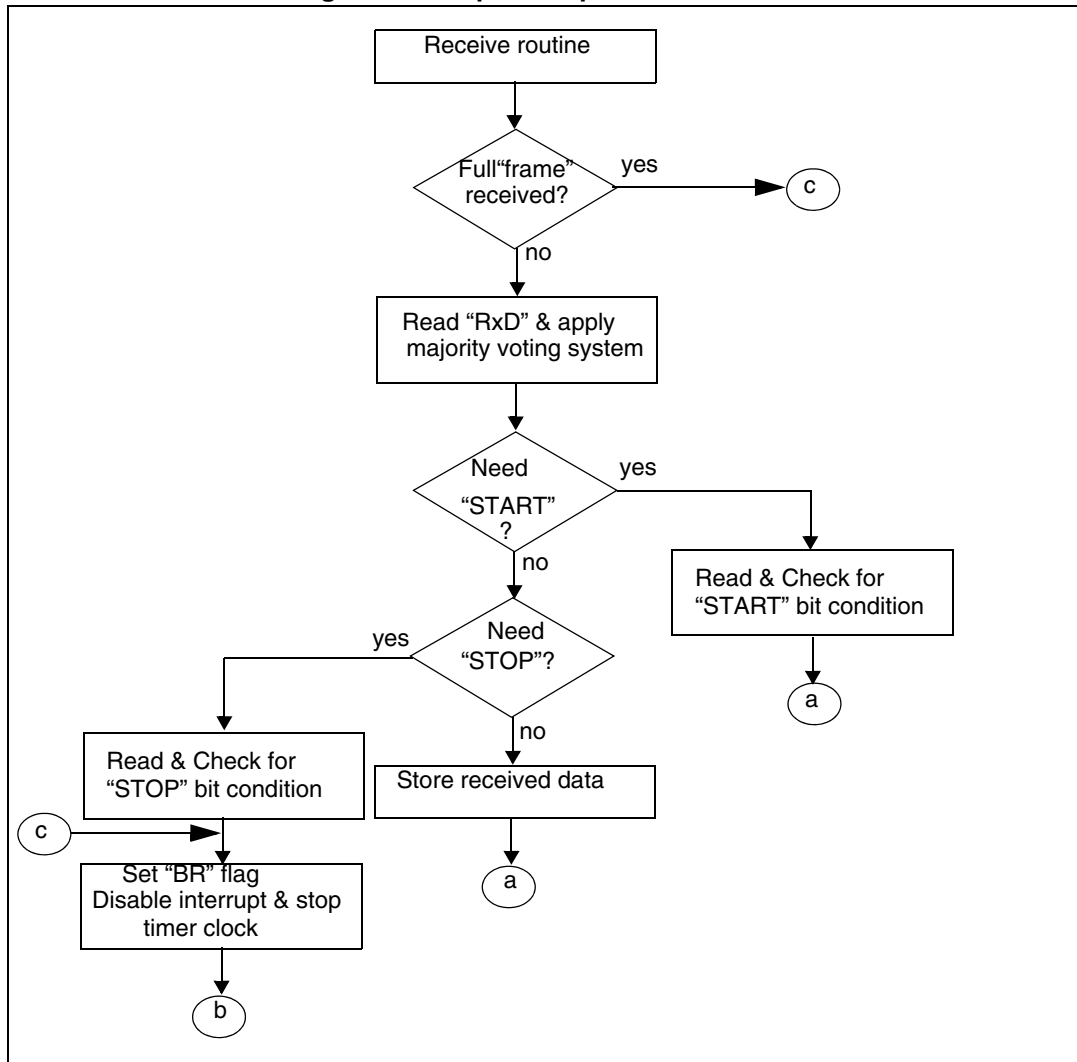 Receive routine
Full“frame”
received?
yes
c
no
Read “RxD” & apply
majority voting system
Need
“START”
?
yes
no
Read & Check for
“START” bit condition
a
Need
“STOP”?
yes
no
Read & Check for
“STOP” bit condition
Store received data
c
a
Set “BR” flag
Disable interrupt & stop
timer clock
b